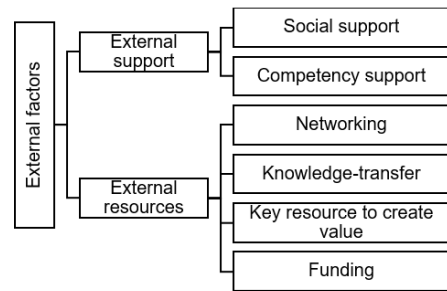 External factors
External
support
Social support
Competency support
External
resources
Networking
Knowledge-transfer
Key resource to create
value
Funding